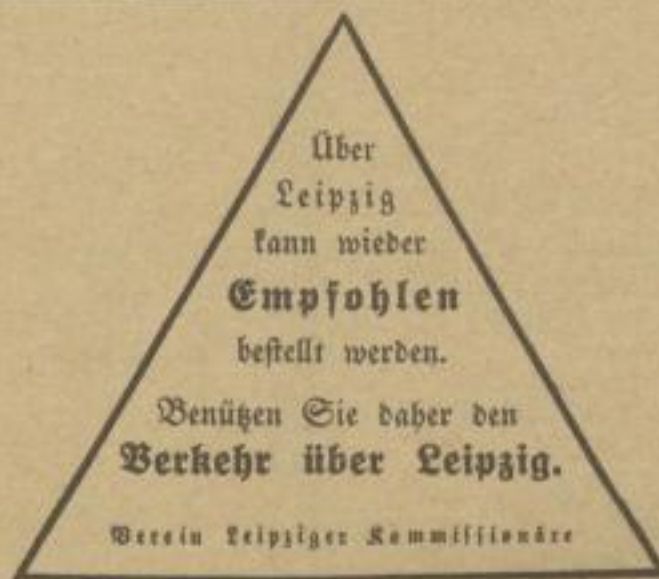 Über
Leipzig
kann wieder
Empfohlen
bestellt werden.
Benützen Sie daher den
Verkehr über Leipzig.
Verein Leipziger Kommissionäre